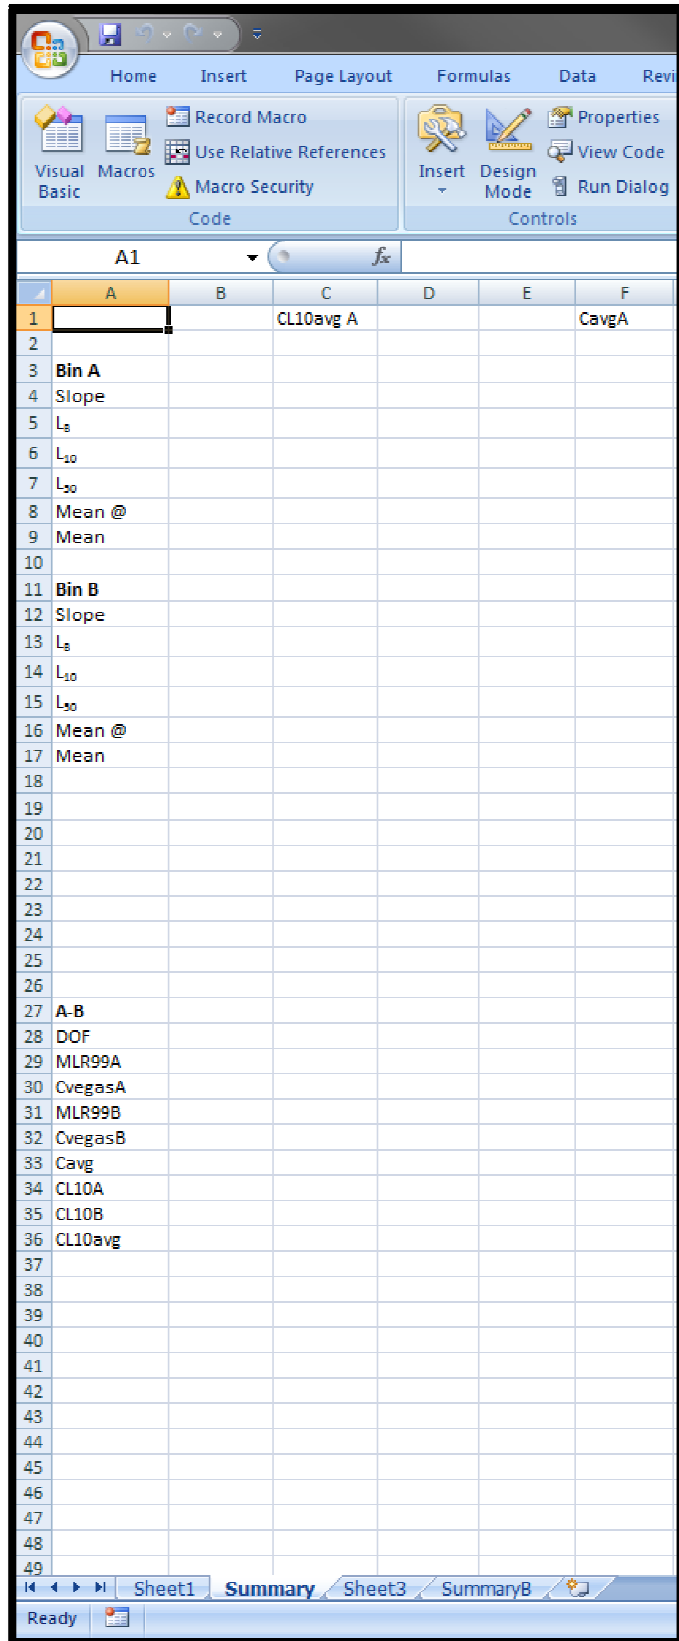 Home Insert Page Layout Formulas Data Revi
Visual Basic Macros Record Macro
Use Relative References
Macro Security
Code
Insert Design Mode Properties
View Code
Run Dialog
Controls
A1 fx
A B C D E F
1 CL10avg A CavgA
2
3 Bin A
4 Slope
5 L₈
6 L₁₀
7 L₅₀
8 Mean @
9 Mean
10
11 Bin B
12 Slope
13 L₈
14 L₁₀
15 L₅₀
16 Mean @
17 Mean
18
19
20
21
22
23
24
25
26
27 A-B
28 DOF
29 MLR99A
30 CvegasA
31 MLR99B
32 CvegasB
33 Cavg
34 CL10A
35 CL10B
36 CL10avg
37
38
39
40
41
42
43
44
45
46
47
48
49
Sheet1 Summary Sheet3 SummaryB
Ready